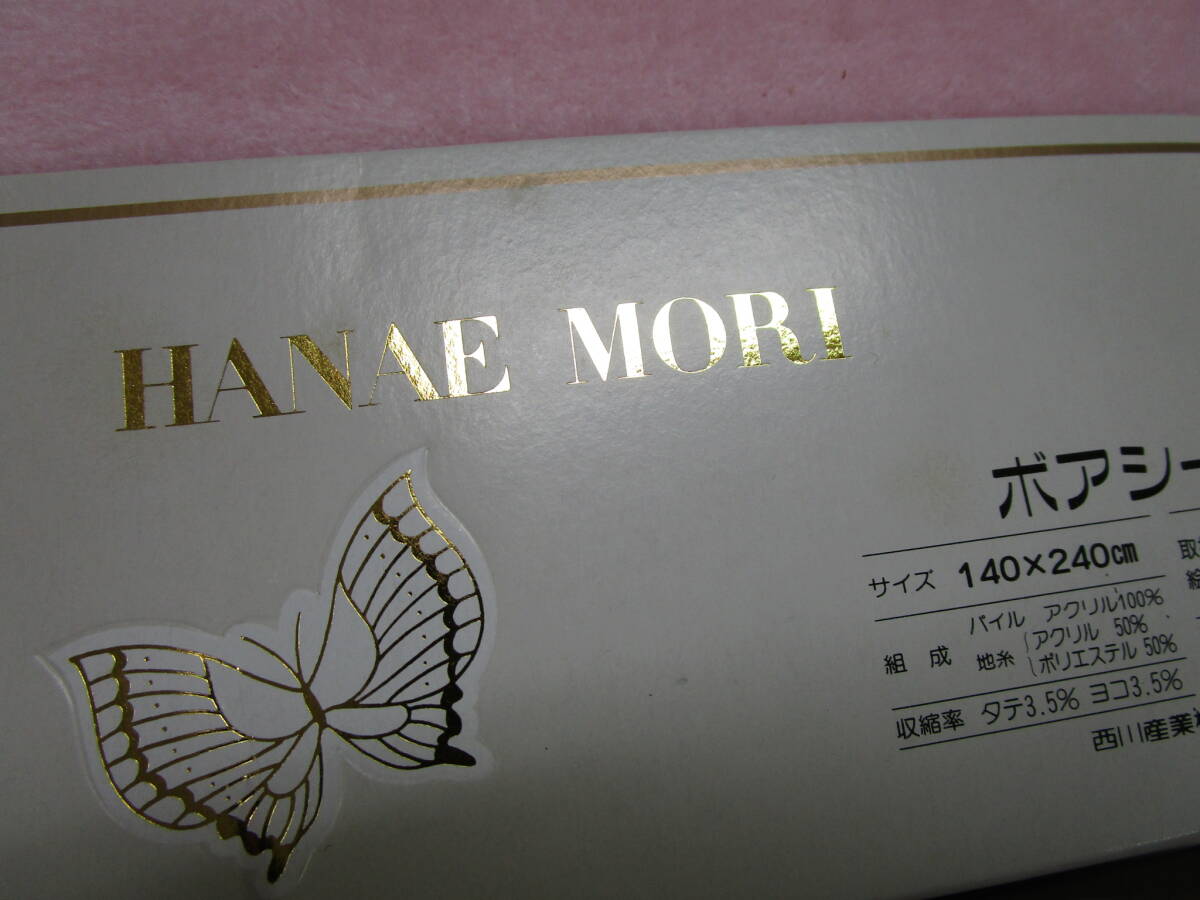 HANAE MORI
ボアシー
サイズ 140×240cm
取
組成 パイル アクリル100%
地糸 アクリル 50%
ポリエステル 50%
収縮率 タテ3.5% ヨコ3.5%
西川産業